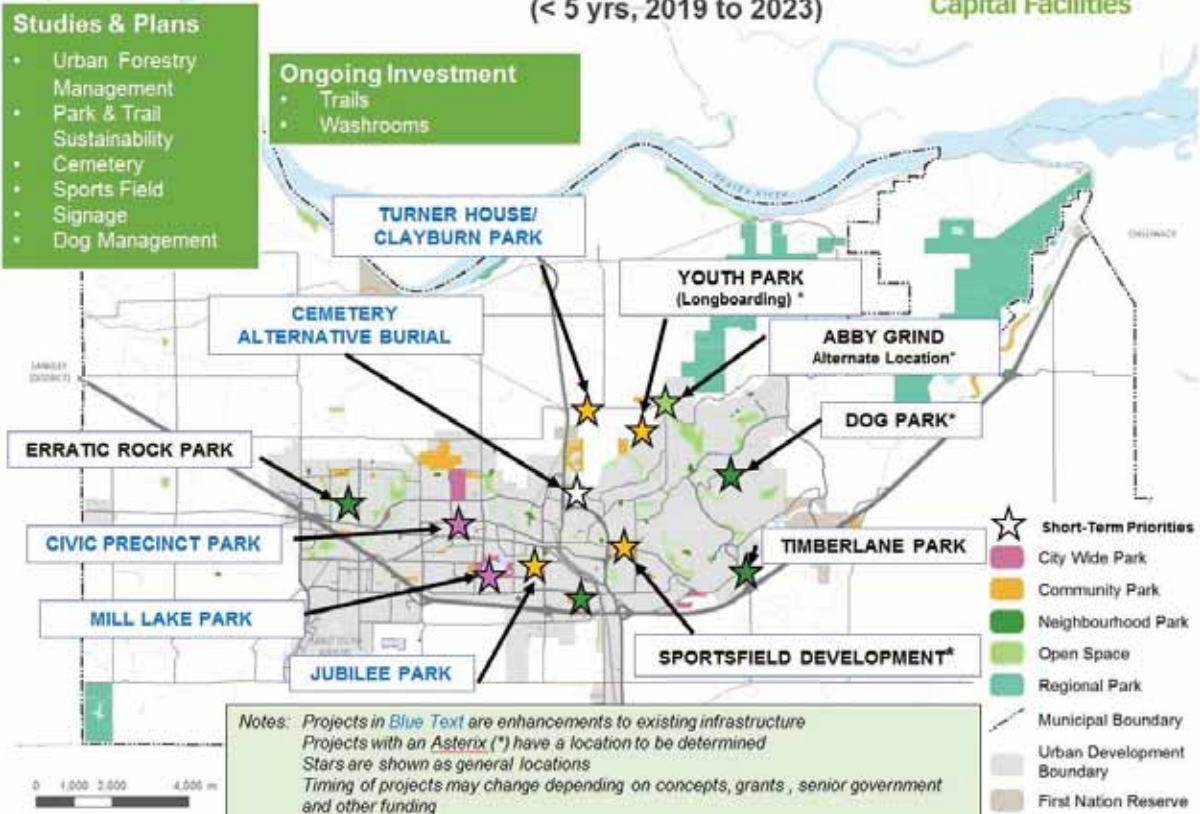 (< 5 yrs, 2019 to 2023)
Capital Facilities
Studies & Plans
• Urban Forestry
Management
• Park & Trail
Sustainability
• Cemetery
• Sports Field
• Signage
• Dog Management
Ongoing Investment
• Trails
• Washrooms
FRASER RIVER
CHILLIWACK
LANGLEY
(DISTRICT)
TURNER HOUSE/
CLAYBURN PARK
YOUTH PARK
(Longboarding) *
CEMETERY
ALTERNATIVE BURIAL
ABBY GRIND
Alternate Location*
DOG PARK*
ERRATIC ROCK PARK
CIVIC PRECINCT PARK
TIMBERLANE PARK
MILL LAKE PARK
JUBILEE PARK
SPORTSFIELD DEVELOPMENT*
Short-Term Priorities
City Wide Park
Community Park
Neighbourhood Park
Open Space
Regional Park
Municipal Boundary
Urban Development
Boundary
First Nation Reserve
Notes: Projects in Blue Text are enhancements to existing infrastructure
Projects with an Asterix (*) have a location to be determined
Stars are shown as general locations
Timing of projects may change depending on concepts, grants , senior government
and other funding
0 1,000 2,000 4,000 m